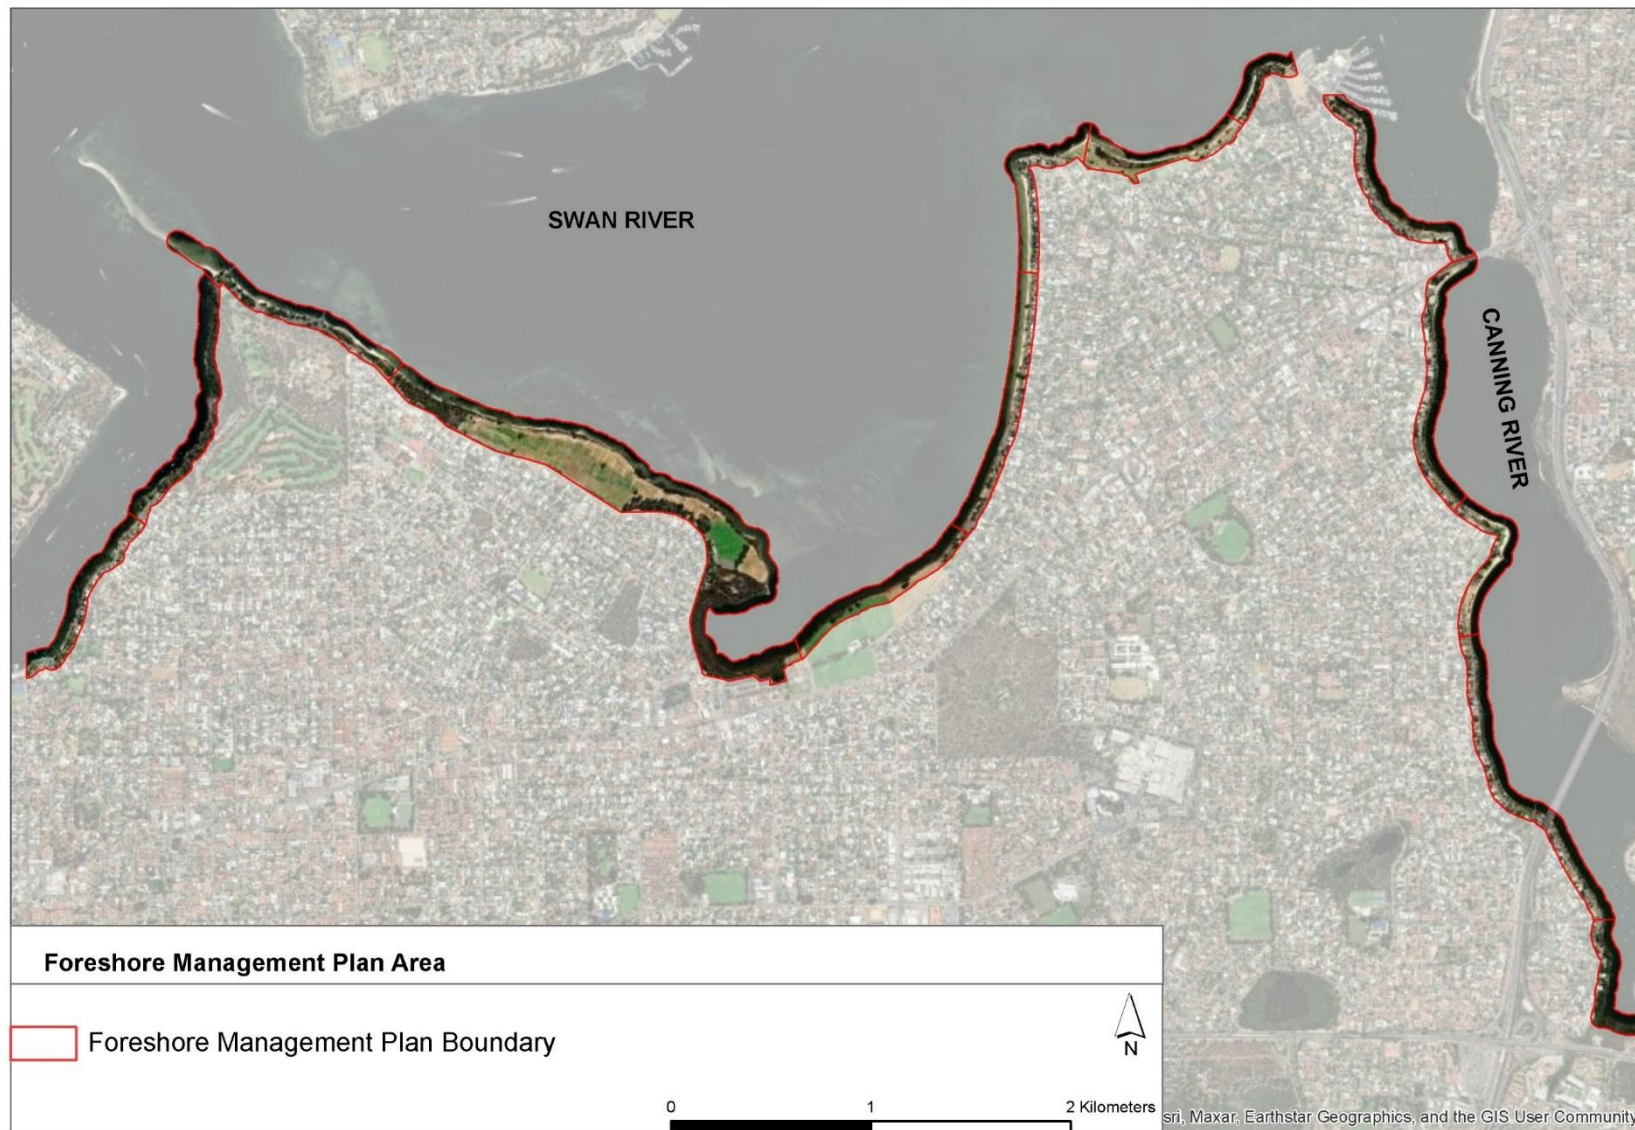 SWAN RIVER
CANNING RIVER
Foreshore Management Plan Area
Foreshore Management Plan Boundary
N
0 1 2 Kilometers
sri, Maxar, Earthstar Geographics, and the GIS User Community